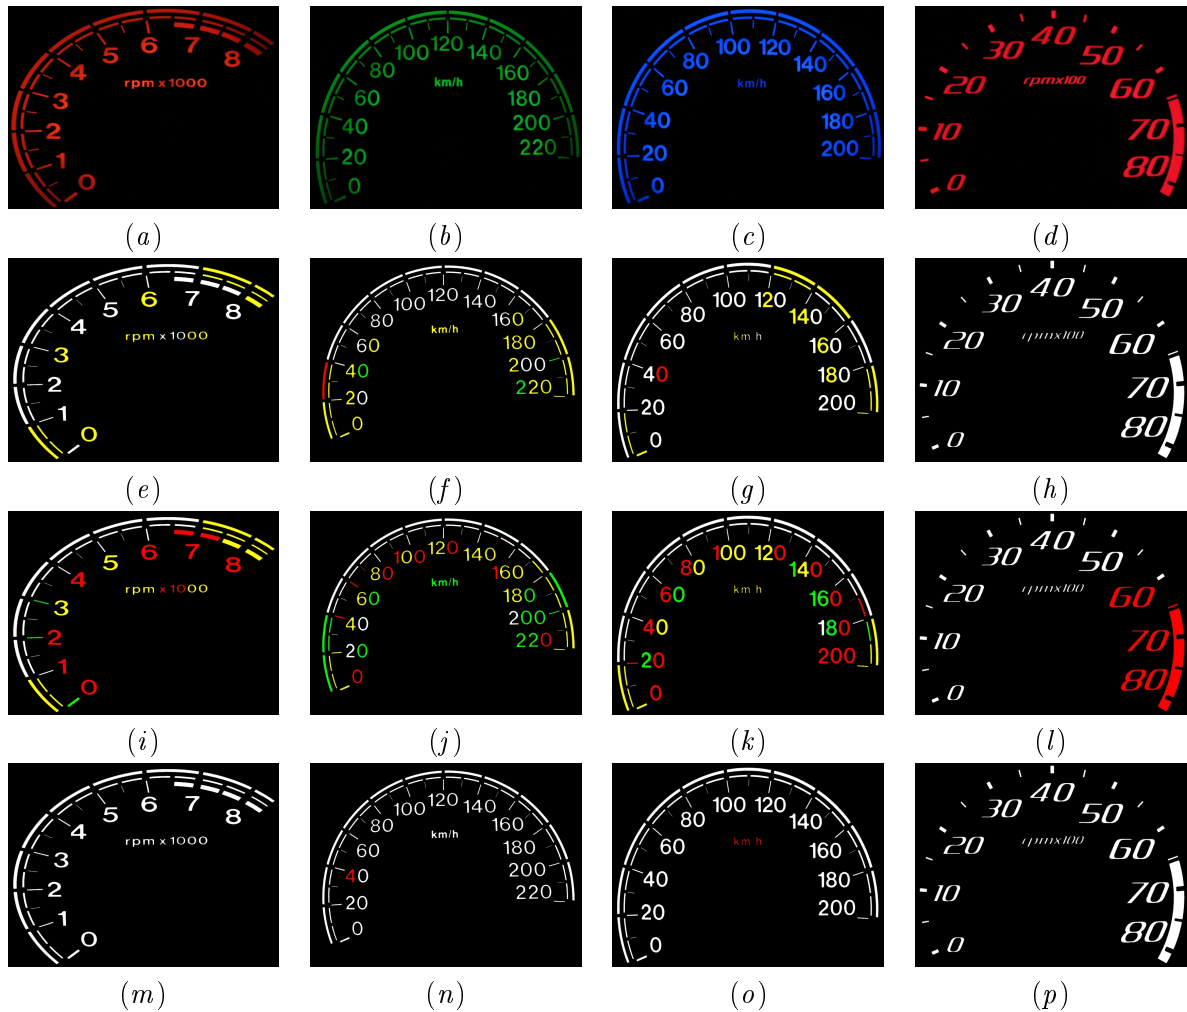 0 1 2 3 4 5 6 7 8
rpm x 1000
0 20 40 60 80 100 120 140 160 180 200 220
km/h
0 20 40 60 80 100 120 140 160 180 200
km/h
0 10 20 30 40 50 60 70 80
rpmx100
(a) (b) (c) (d)
0 1 2 3 4 5 6 7 8
rpm x 1000
0 20 40 60 80 100 120 140 160 180 200 220
km/h
0 20 40 60 80 100 120 140 160 180 200
km h
0 10 20 30 40 50 60 70 80
rpmx100
(e) (f) (g) (h)
0 1 2 3 4 5 6 7 8
rpm x 1000
0 20 40 60 80 100 120 140 160 180 200 220
km/h
0 20 40 60 80 100 120 140 160 180 200
km h
0 10 20 30 40 50 60 70 80
rpmx100
(i) (j) (k) (l)
0 1 2 3 4 5 6 7 8
rpm x 1000
0 20 40 60 80 100 120 140 160 180 200 220
km/h
0 20 40 60 80 100 120 140 160 180 200
km h
0 10 20 30 40 50 60 70 80
rpmx100
(m) (n) (o) (p)